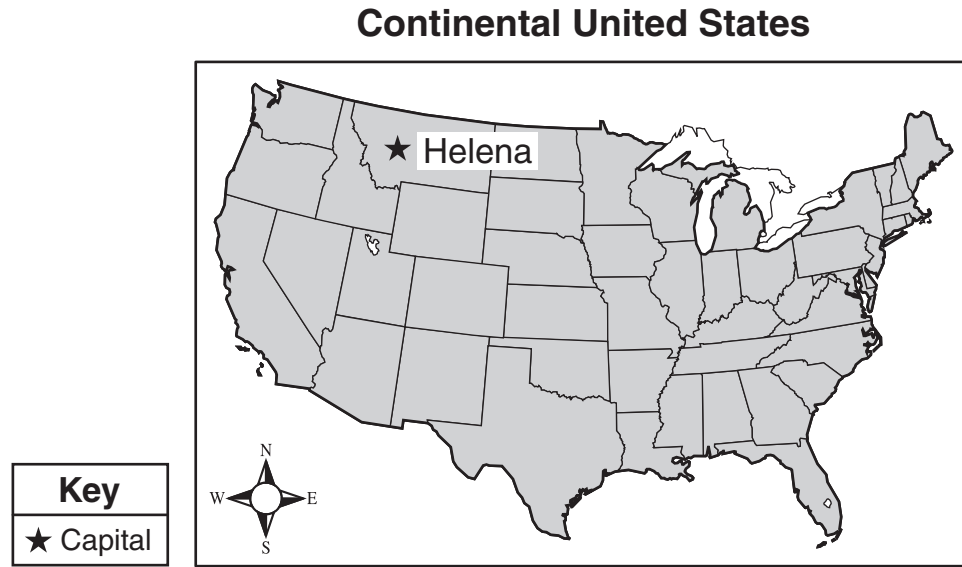 Continental United States
★ Helena
N
W E
S
Key
★ Capital